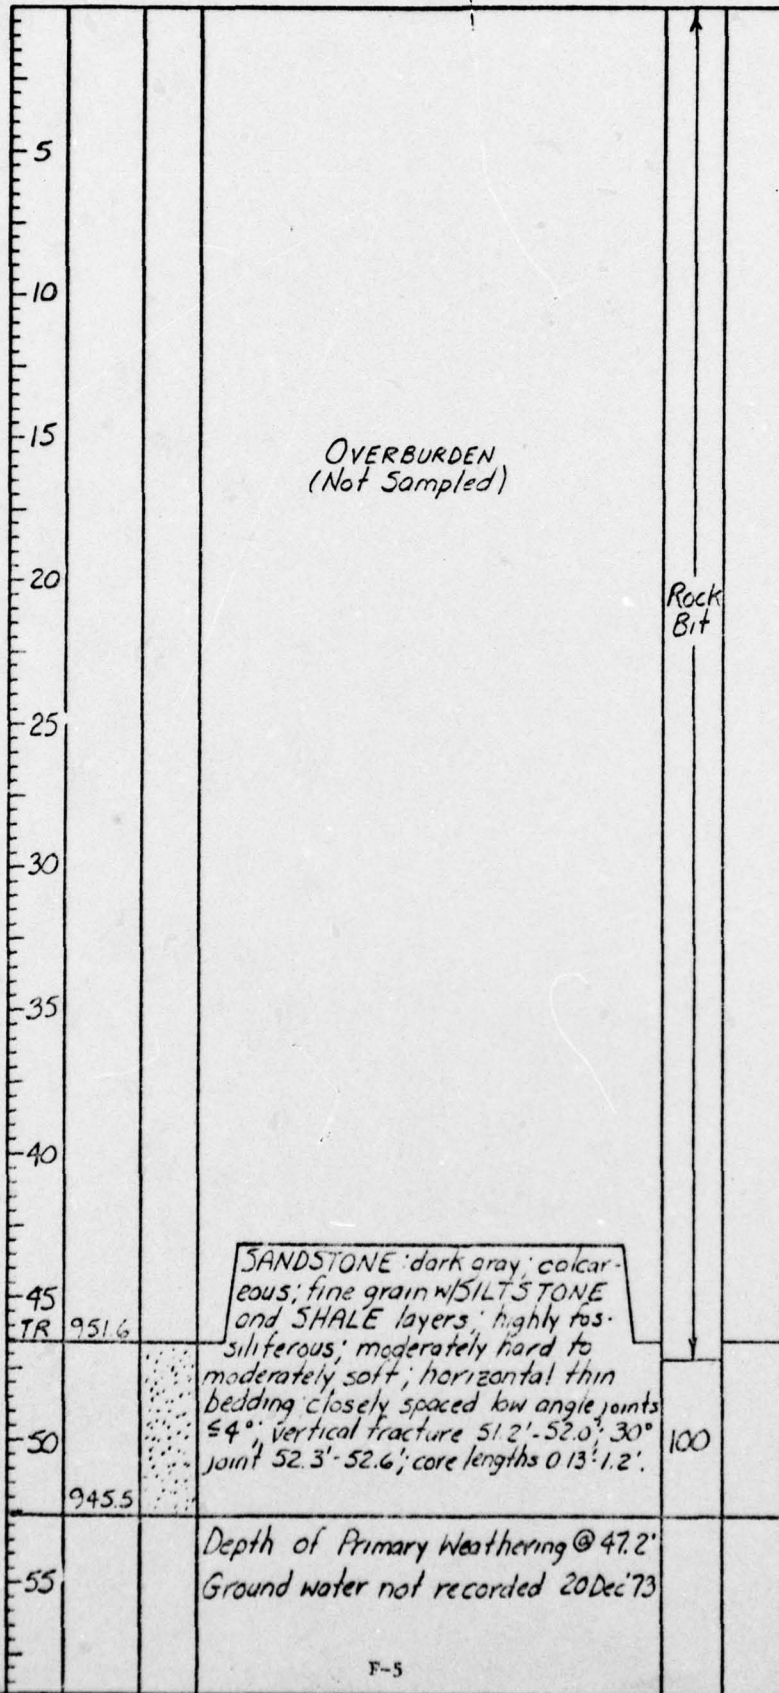 5
10
15
OVERBURDEN
(Not Sampled)
20
Rock
Bit
25
30
35
40
SANDSTONE: dark gray; calcar-
eous; fine grain w/SILTSTONE
45
and SHALE layers; highly fos-
TR 951.6
siliferous; moderately hard to
moderately soft; horizontal thin
bedding closely spaced low angle joints
≤4°; vertical fracture 51.2'-52.0'; 30°
50
100
joint 52.3'-52.6'; core lengths 0.13'-1.2'.
945.5
Depth of Primary Weathering @ 47.2'
55
Ground water not recorded 20Dec'73
F-5